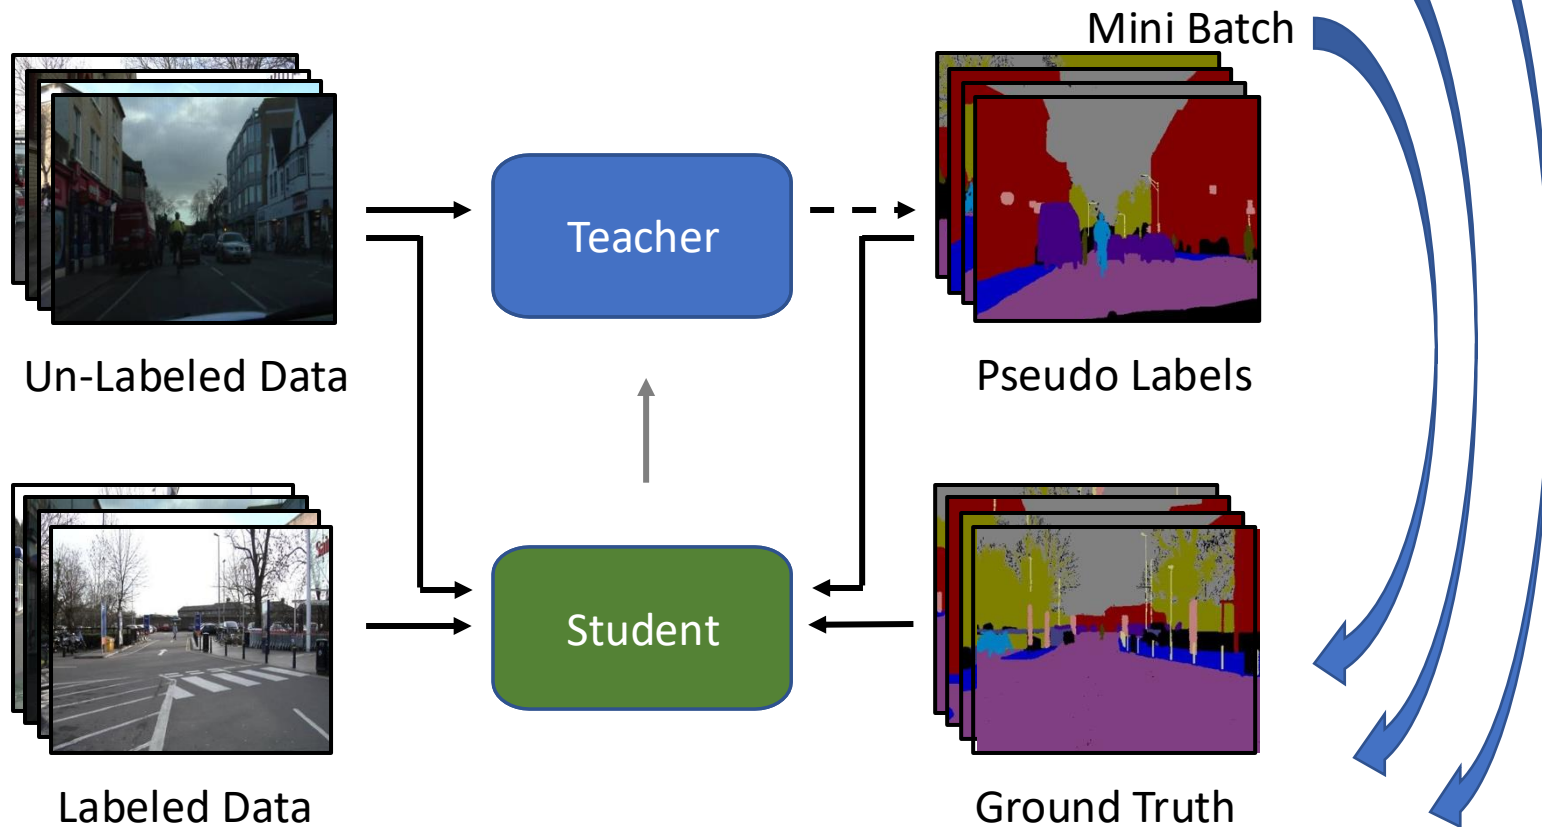 Mini Batch
Teacher
Un-Labeled Data
Pseudo Labels
Student
Labeled Data
Ground Truth